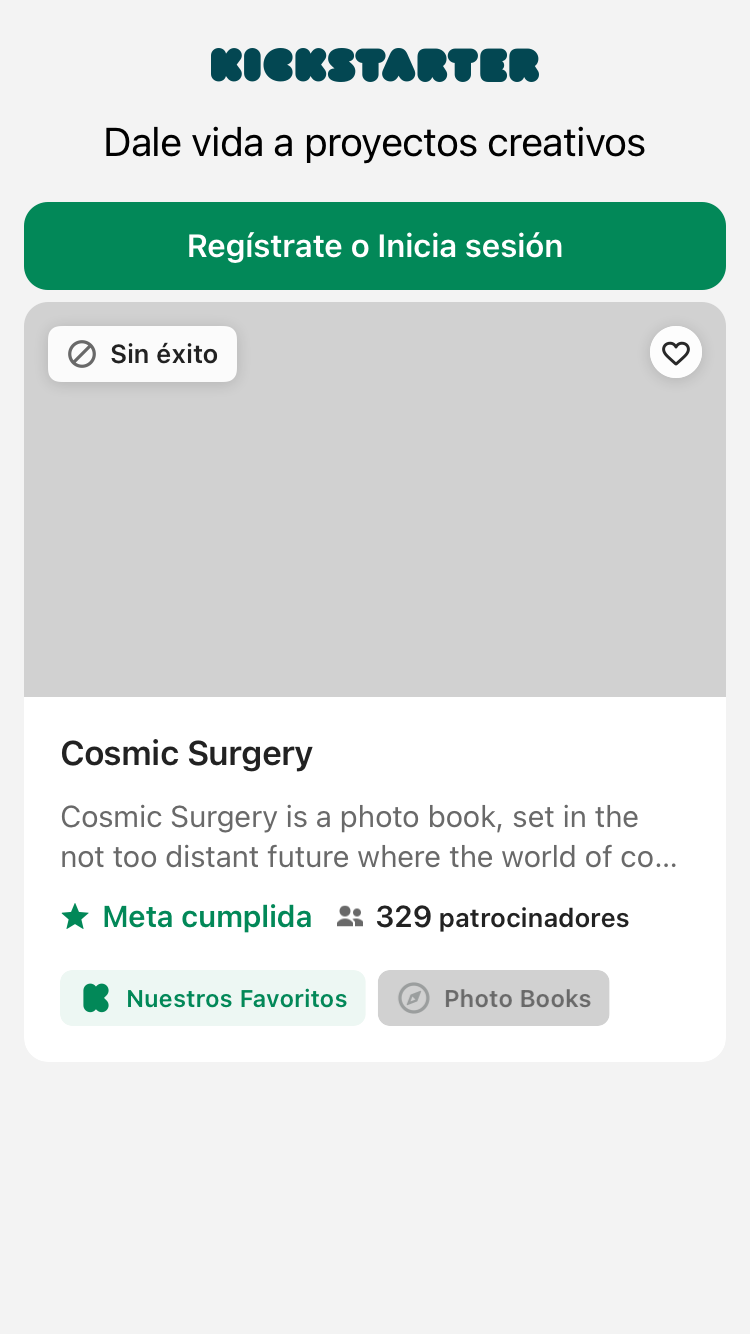 KICKSTARTER
Dale vida a proyectos creativos
Regístrate o Inicia sesión
Sin éxito
Cosmic Surgery
Cosmic Surgery is a photo book, set in the
not too distant future where the world of co...
Meta cumplida 329 patrocinadores
Nuestros Favoritos Photo Books